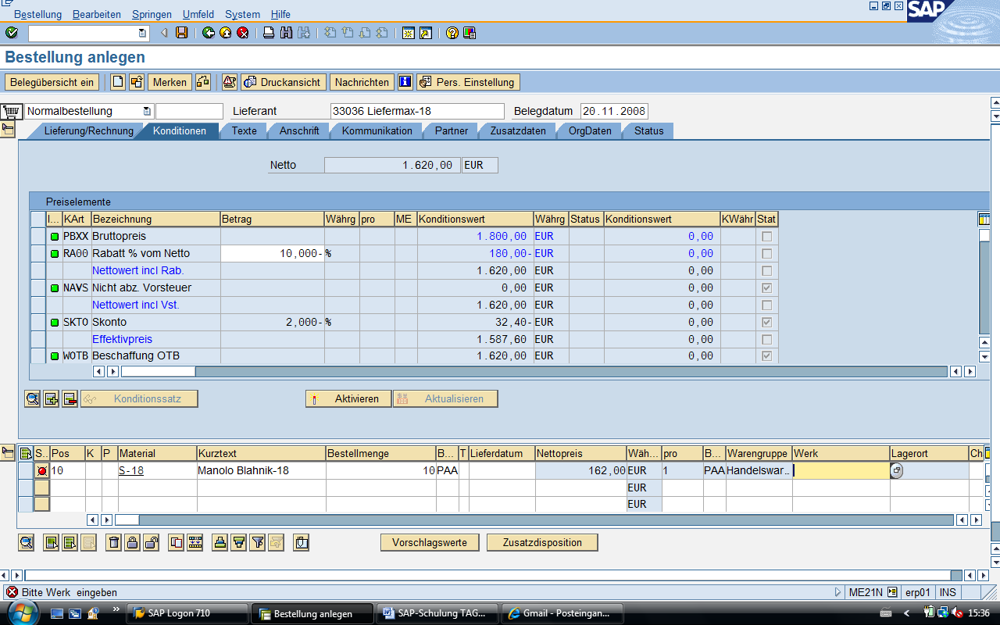 Bestellung Bearbeiten Springen Umfeld System Hilfe
SAP
Bestellung anlegen
Belegübersicht ein Merken Druckansicht Nachrichten Pers. Einstellung
Normalbestellung Lieferant 33036 Liefermax-18 Belegdatum 20.11.2008
Lieferung/Rechnung Konditionen Texte Anschrift Kommunikation Partner Zusatzdaten OrgDaten Status
Netto 1.620,00 EUR
Preiselemente
I... KArt Bezeichnung Betrag Währg pro ME Konditionswert Währg Status Konditionswert KWähr Stat
PBXX Bruttopreis 1.800,00 EUR 0,00
RA00 Rabatt % vom Netto 10,000- % 180,00- EUR 0,00
Nettowert incl Rab. 1.620,00 EUR 0,00
NAVS Nicht abz. Vorsteuer 0,00 EUR 0,00
Nettowert incl Vst. 1.620,00 EUR 0,00
SKTO Skonto 2,000- % 32,40- EUR 0,00
Effektivpreis 1.587,60 EUR 0,00
WOTB Beschaffung OTB 1.620,00 EUR 0,00
Konditionssatz Aktivieren Aktualisieren
S.. Pos K P Material Kurztext Bestellmenge B... T Lieferdatum Nettopreis Wäh... pro B... Warengruppe Werk Lagerort Ch
10 S-18 Manolo Blahnik-18 10 PAA 162,00 EUR 1 PAA Handelswar...
EUR
EUR
Vorschlagswerte Zusatzdisposition
Bitte Werk eingeben ME21N erp01 INS
» SAP Logon 710 Bestellung anlegen SAP-Schulung TAG... Gmail - Posteingan... 15:36